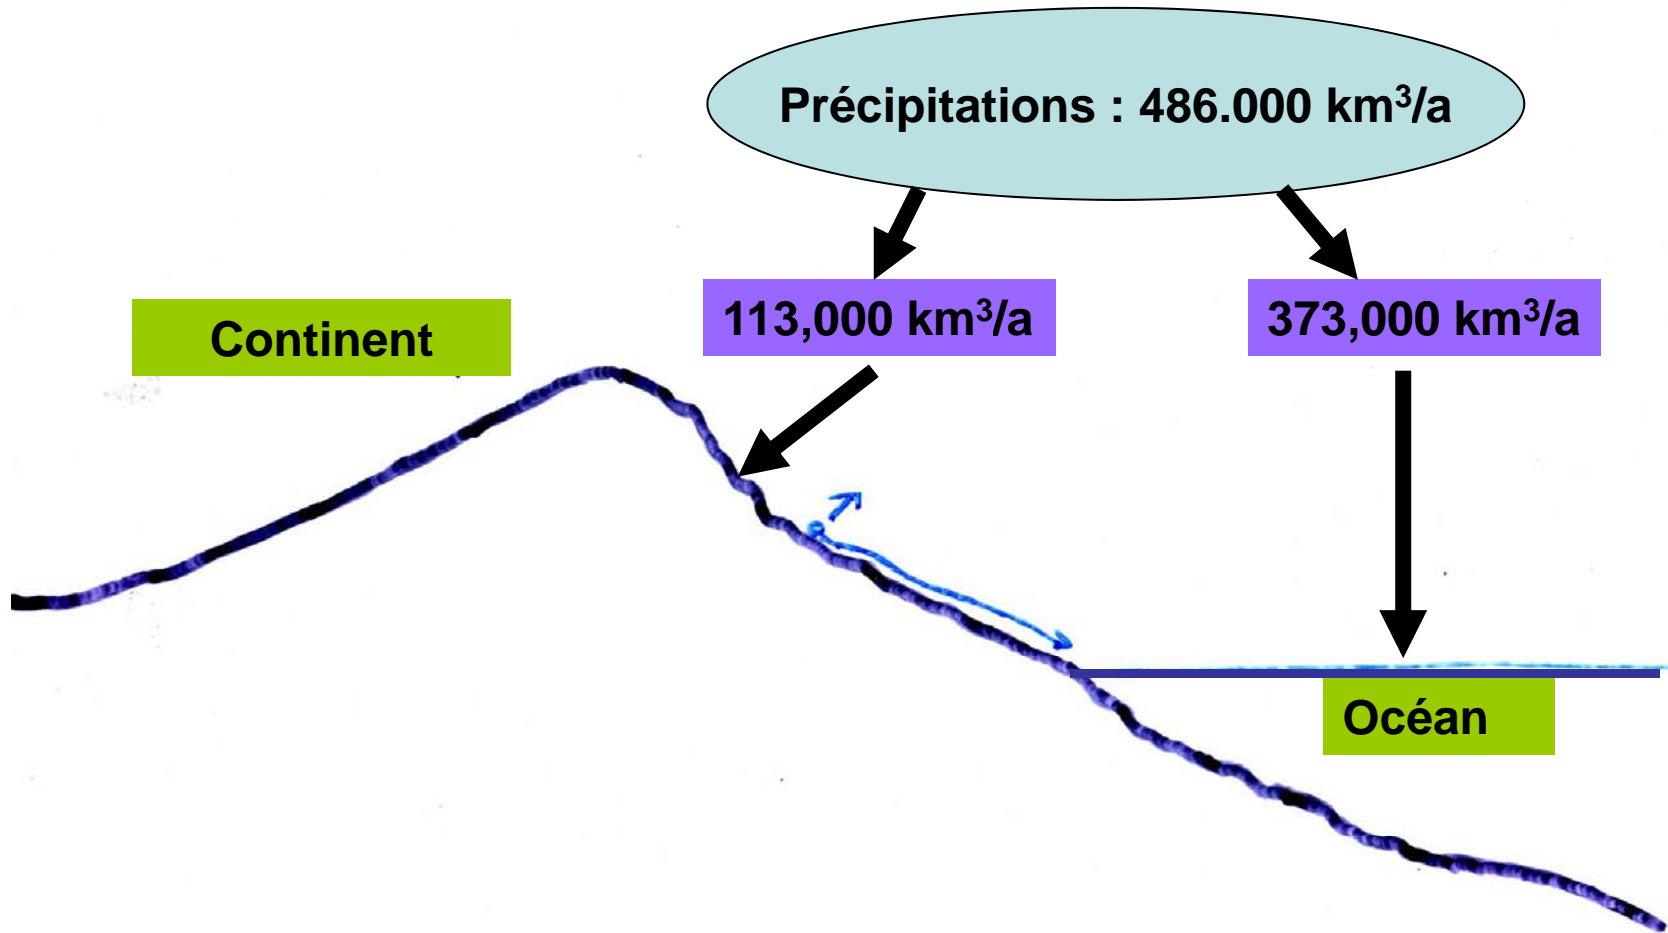 Précipitations : 486.000 km³/a
113,000 km³/a
373,000 km³/a
Continent
Océan